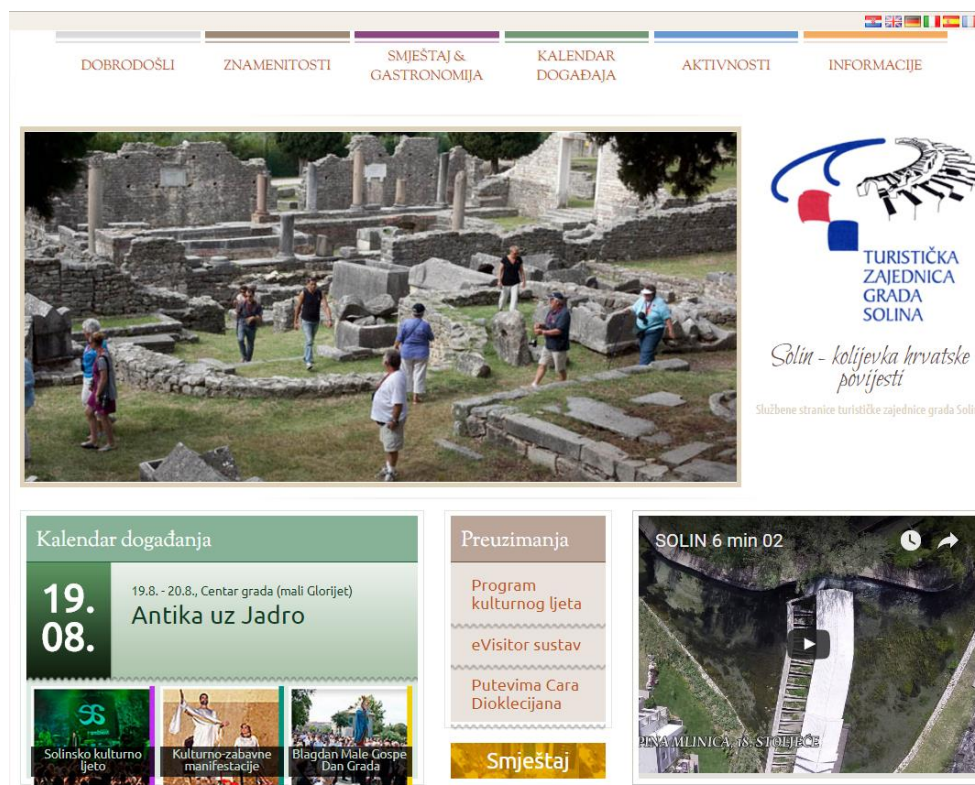 DOBRODOŠLI
ZNAMENITOSTI
SMJEŠTAJ &
GASTRONOMIJA
KALENDAR
DOGAĐAJA
AKTIVNOSTI
INFORMACIJE
TURISTIČKA
ZAJEDNICA
GRADA
SOLINA
Solin - kolijevka hrvatske
povijesti
Službene stranice turističke zajednice grada Solin
Kalendar događanja
19.
08.
19.8. - 20.8., Centar grada (mali Glorijet)
Antika uz Jadro
Solinsko kulturno
ljeto
Kulturno-zabavne
manifestacije
Blagdan Male Gospe
Dan Grada
Preuzimanja
Program
kulturnog ljeta
eVisitor sustav
Putevima Cara
Dioklecijana
Smještaj
SOLIN 6 min 02
PINA MLINICA, 18. STOLJEĆE